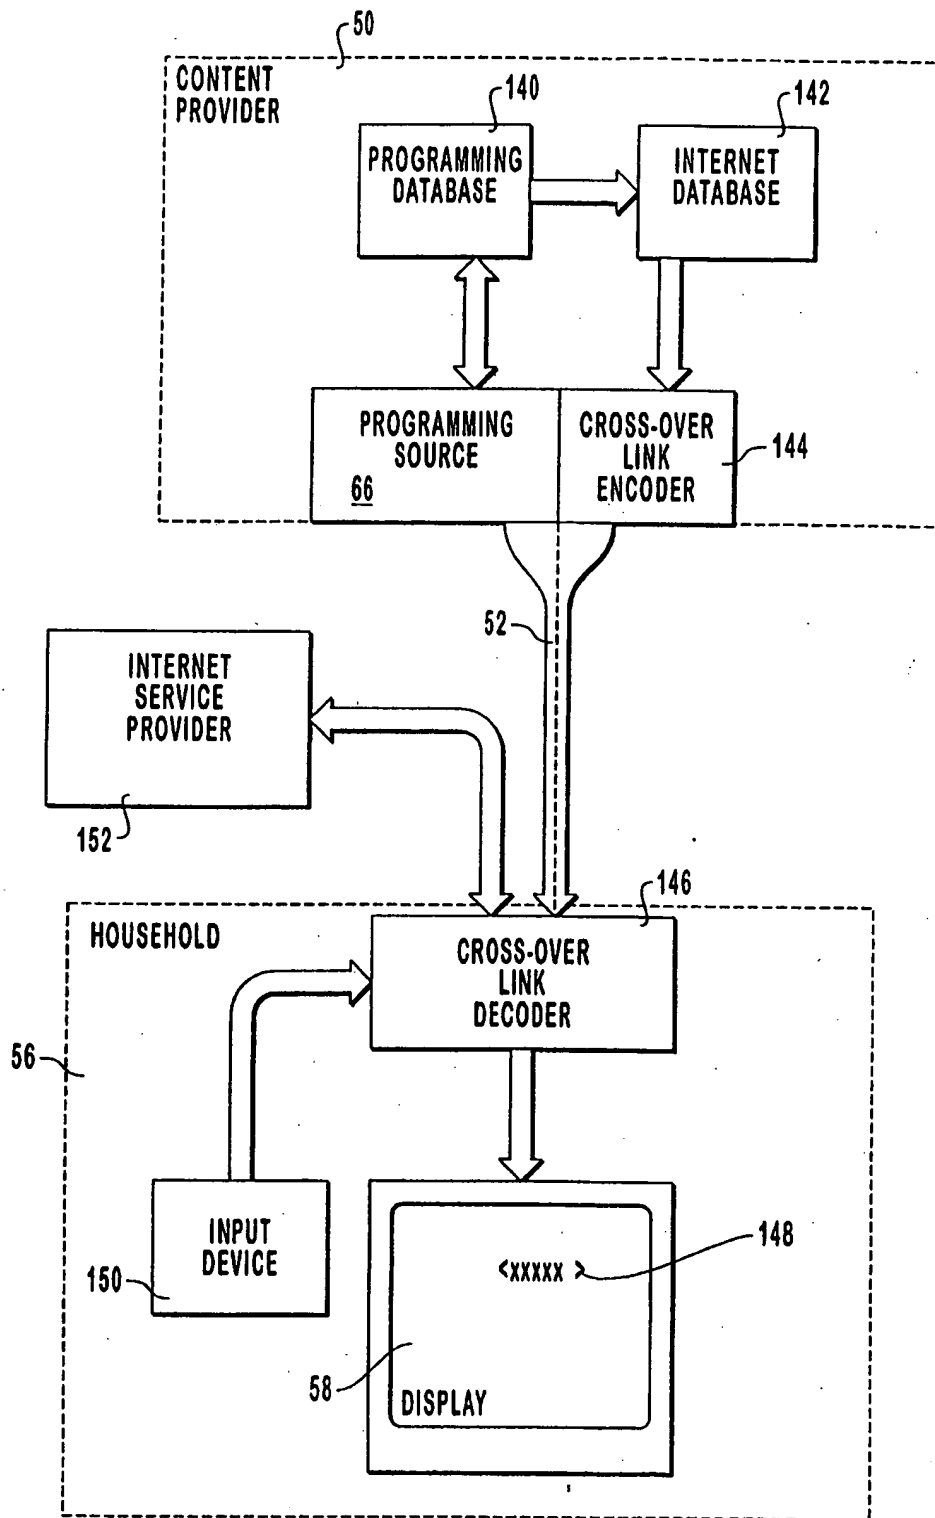 50
CONTENT
PROVIDER
140
142
PROGRAMMING
DATABASE
INTERNET
DATABASE
PROGRAMMING
SOURCE
66
CROSS-OVER
LINK
ENCODER
144
52
INTERNET
SERVICE
PROVIDER
152
146
HOUSEHOLD
CROSS-OVER
LINK
DECODER
56
INPUT
DEVICE
150
<xxxxx >
148
58
DISPLAY